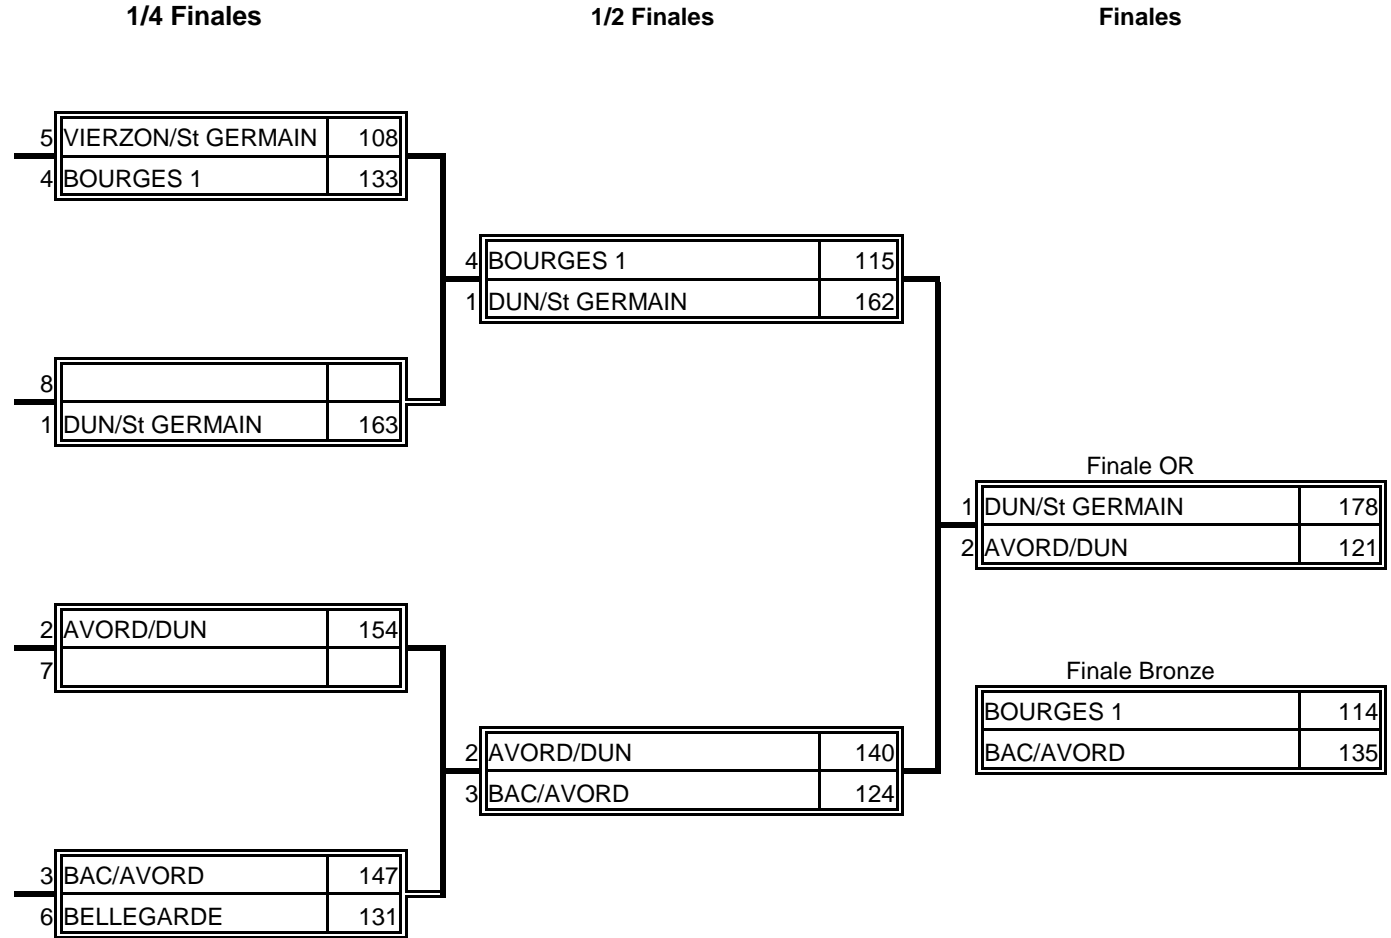 1/4 Finales 1/2 Finales Finales
5 VIERZON/St GERMAIN 108
4 BOURGES 1 133
4 BOURGES 1 115
1 DUN/St GERMAIN 162
8
1 DUN/St GERMAIN 163
Finale OR
1 DUN/St GERMAIN 178
2 AVORD/DUN 121
2 AVORD/DUN 154
7
Finale Bronze
BOURGES 1 114
BAC/AVORD 135
2 AVORD/DUN 140
3 BAC/AVORD 124
3 BAC/AVORD 147
6 BELLEGARDE 131